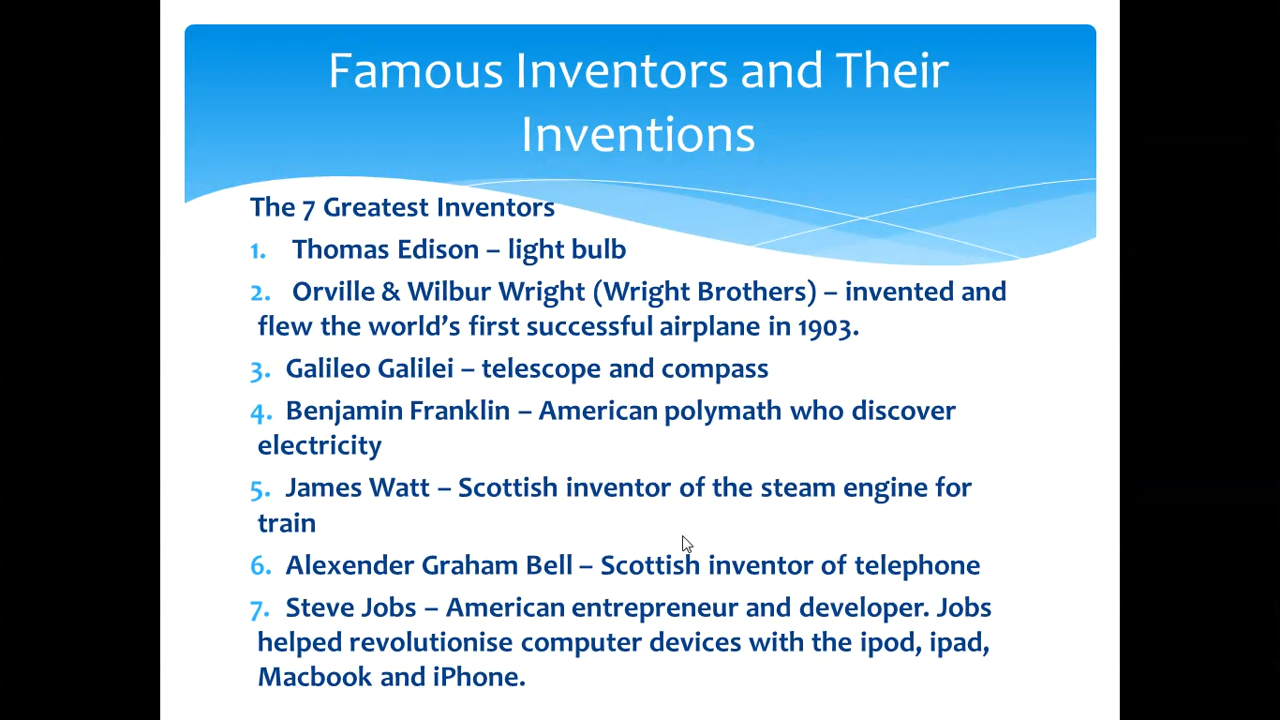 Famous Inventors and Their
Inventions
The 7 Greatest Inventors
1. Thomas Edison – light bulb
2. Orville & Wilbur Wright (Wright Brothers) – invented and
flew the world's first successful airplane in 1903.
3. Galileo Galilei – telescope and compass
4. Benjamin Franklin – American polymath who discover
electricity
5. James Watt – Scottish inventor of the steam engine for
train
6. Alexender Graham Bell – Scottish inventor of telephone
7. Steve Jobs – American entrepreneur and developer. Jobs
helped revolutionise computer devices with the ipod, ipad,
Macbook and iPhone.